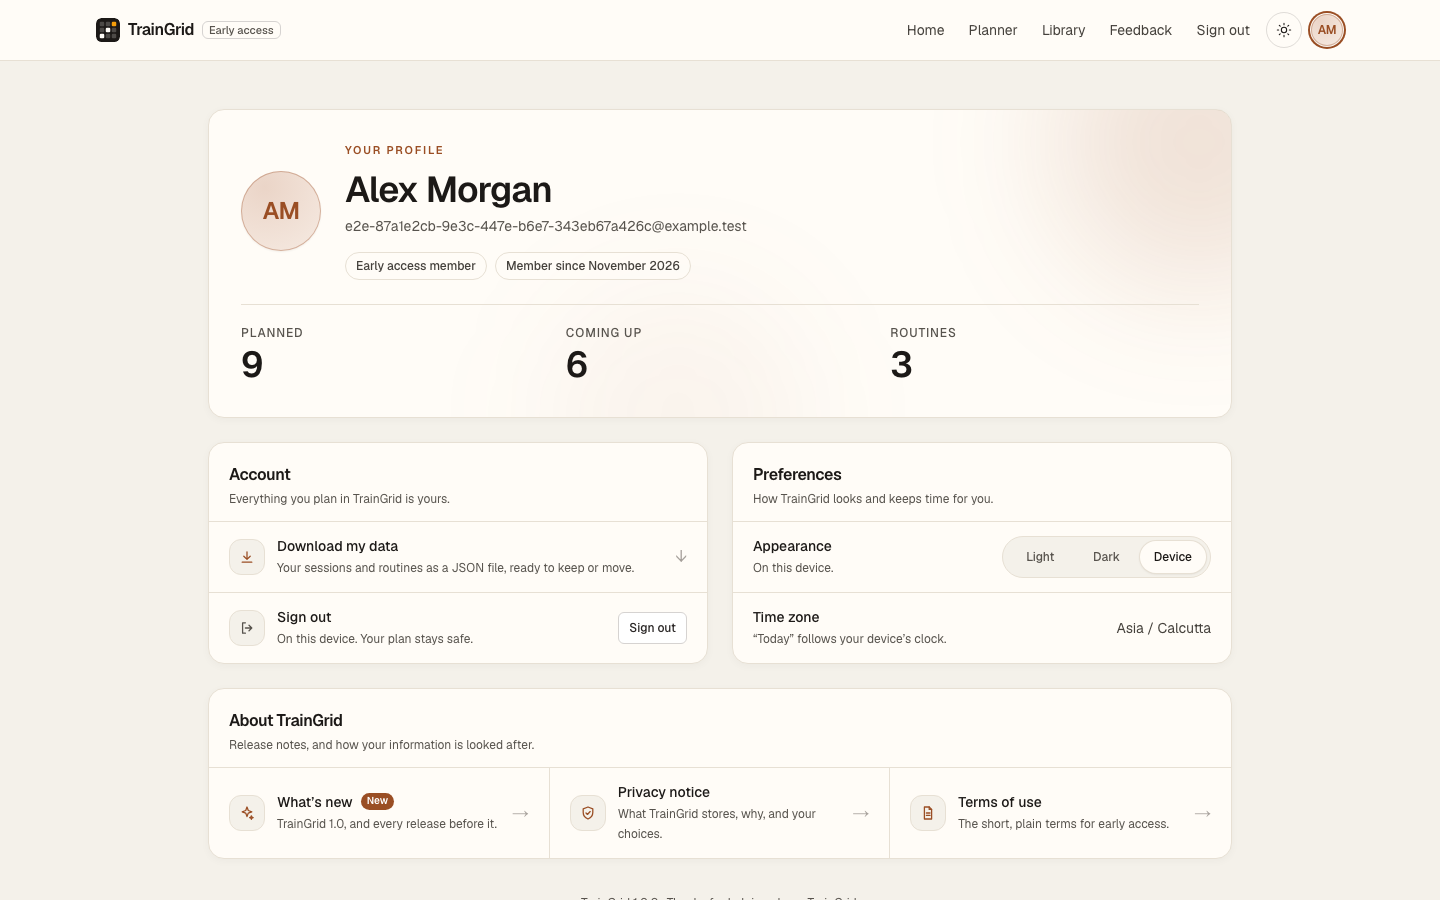 TrainGrid Early access Home Planner Library Feedback Sign out AM
YOUR PROFILE
AM
Alex Morgan
e2e-87a1e2cb-9e3c-447e-b6e7-343eb67a426c@example.test
Early access member Member since November 2026
PLANNED COMING UP ROUTINES
9 6 3
Account
Everything you plan in TrainGrid is yours.
Download my data
Your sessions and routines as a JSON file, ready to keep or move.
Sign out
On this device. Your plan stays safe.
Sign out
Preferences
How TrainGrid looks and keeps time for you.
Appearance
On this device.
Light Dark Device
Time zone
“Today” follows your device’s clock.
Asia / Calcutta
About TrainGrid
Release notes, and how your information is looked after.
What’s new New
TrainGrid 1.0, and every release before it.
Privacy notice
What TrainGrid stores, why, and your
choices.
Terms of use
The short, plain terms for early access.